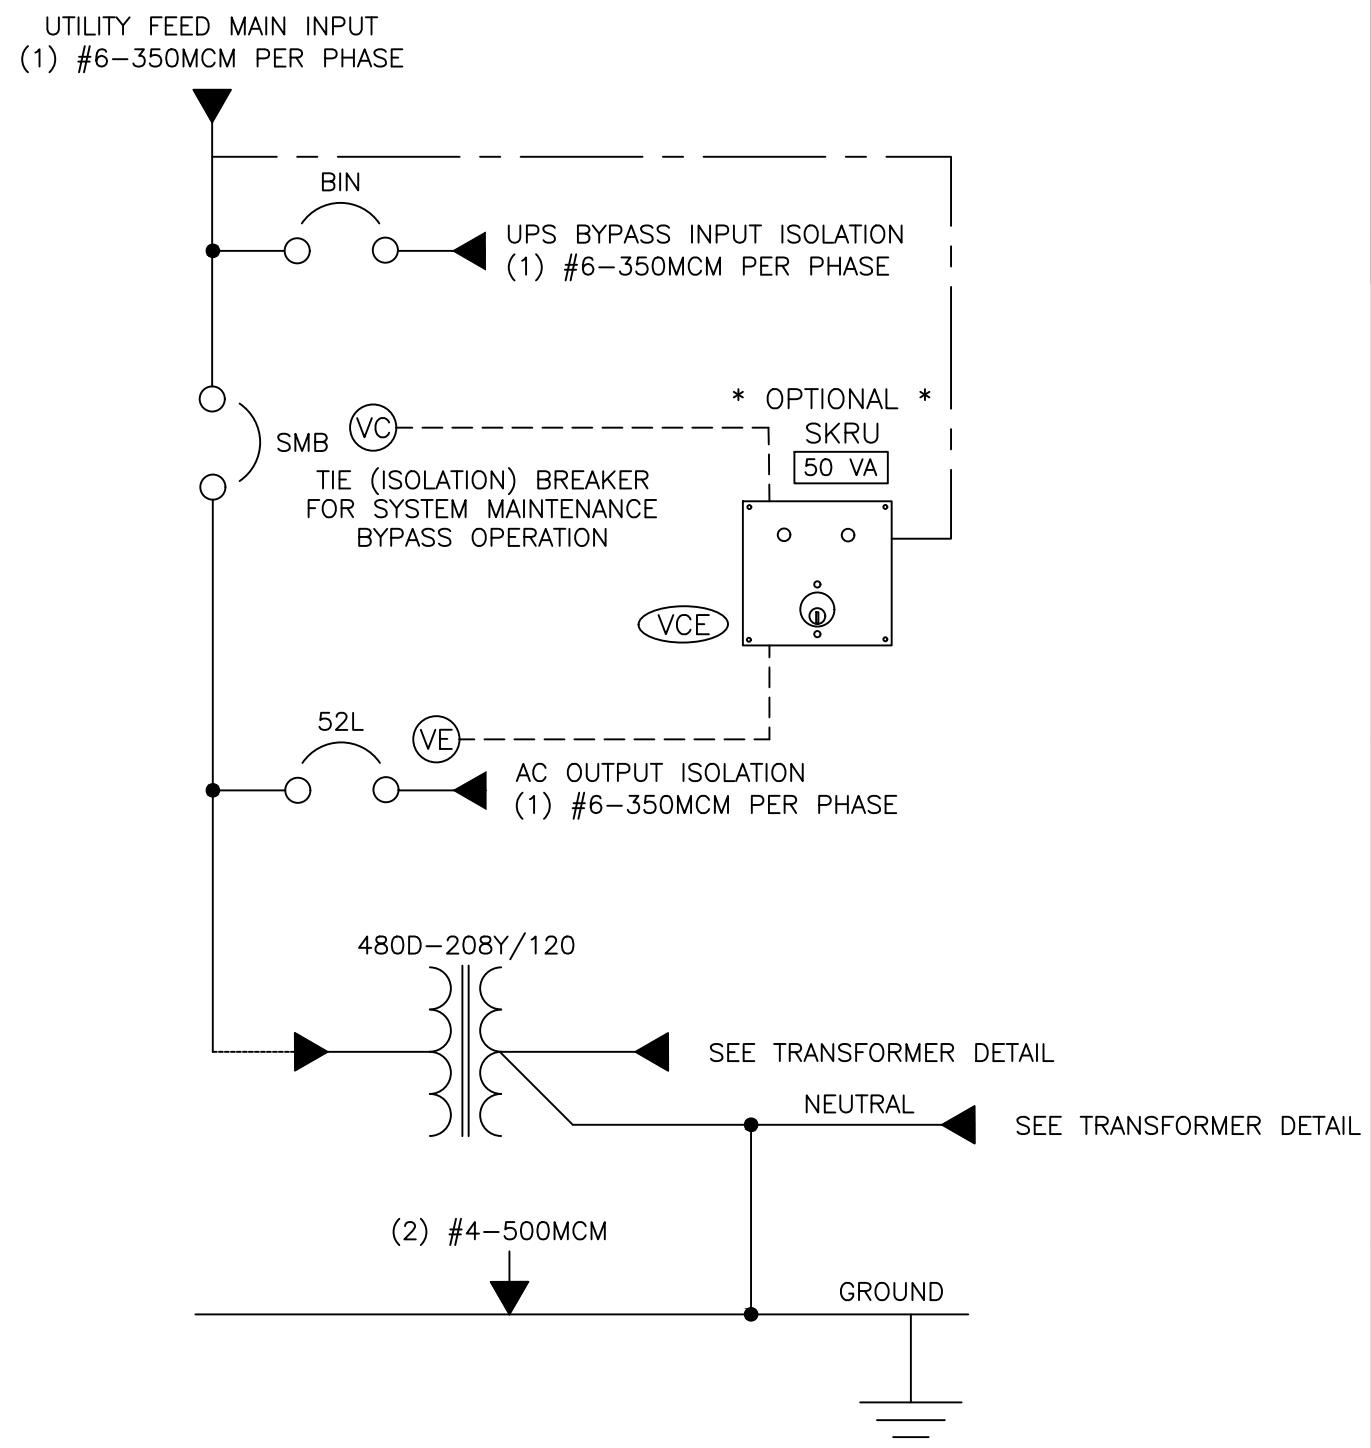 UTILITY FEED MAIN INPUT
(1) #6-350MCM PER PHASE
BIN
UPS BYPASS INPUT ISOLATION
(1) #6-350MCM PER PHASE
* OPTIONAL *
SKRU
50 VA
VC
SMB
TIE (ISOLATION) BREAKER
FOR SYSTEM MAINTENANCE
BYPASS OPERATION
VCE
52L
VE
AC OUTPUT ISOLATION
(1) #6-350MCM PER PHASE
480D-208Y/120
SEE TRANSFORMER DETAIL
NEUTRAL
SEE TRANSFORMER DETAIL
(2) #4-500MCM
GROUND